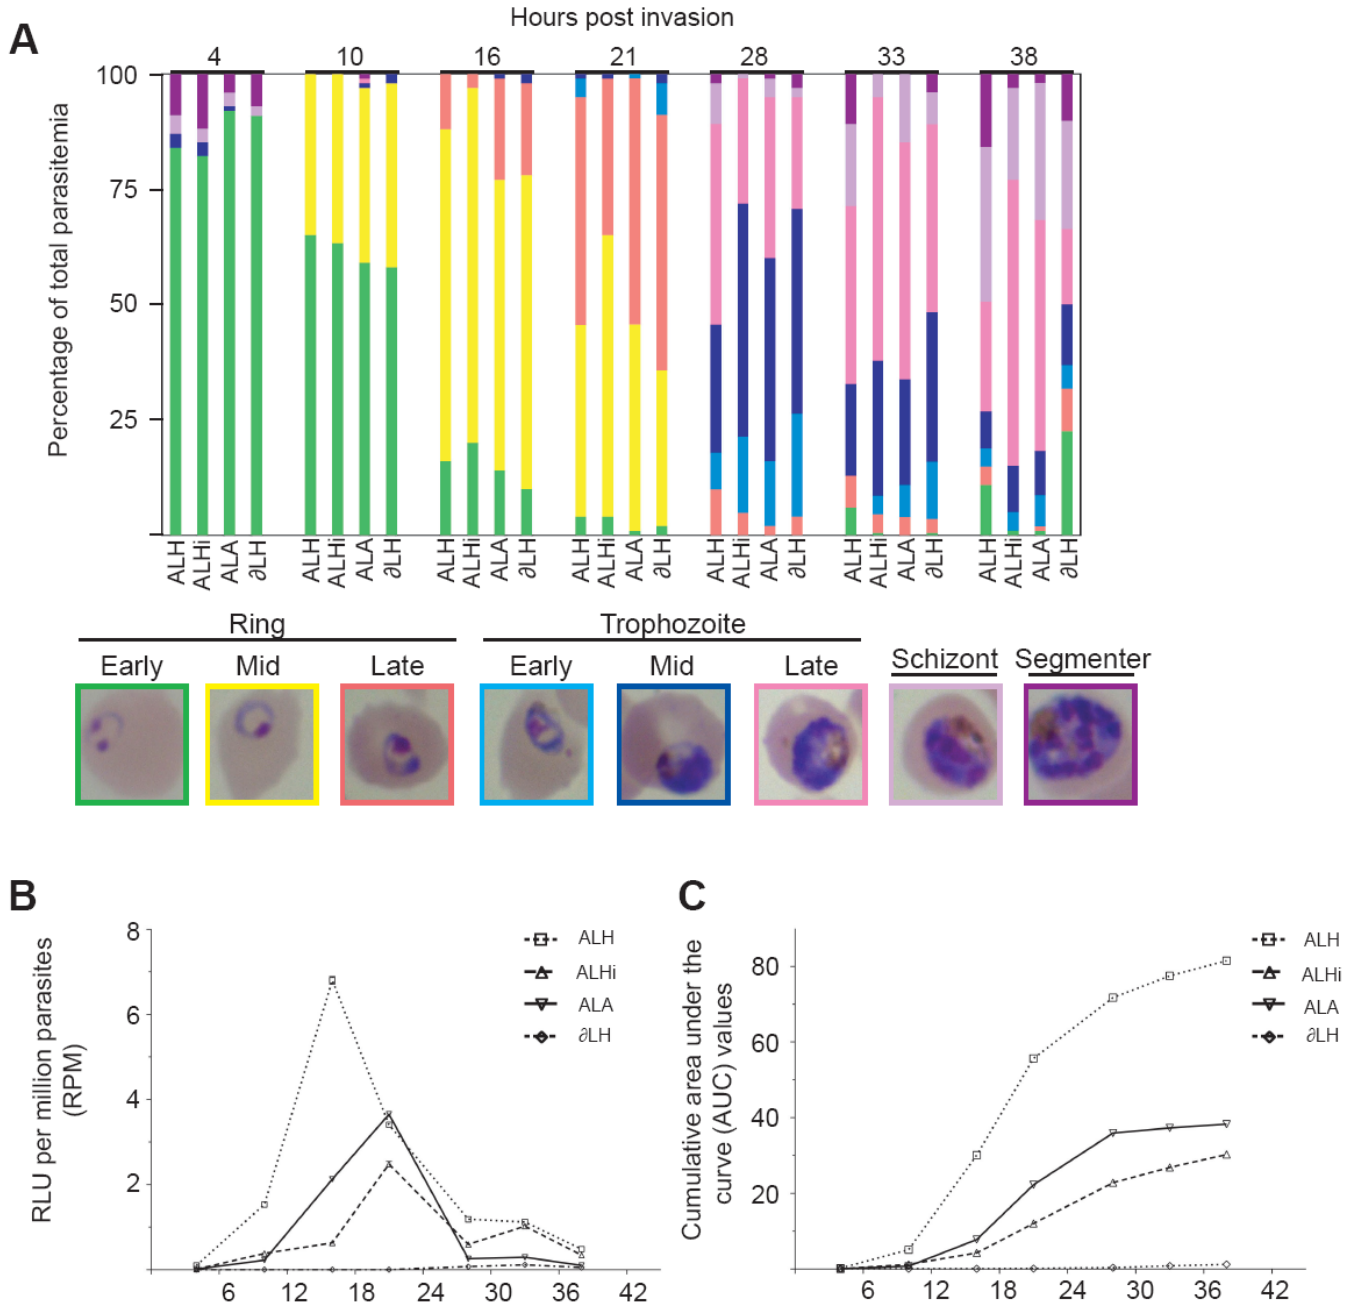 A
Hours post invasion
4 10 16 21 28 33 38
Percentage of total parasitemia
100
75
50
25
ALH ALHi ALA ∂LH ALH ALHi ALA ∂LH ALH ALHi ALA ∂LH ALH ALHi ALA ∂LH ALH ALHi ALA ∂LH ALH ALHi ALA ∂LH ALH ALHi ALA ∂LH
Ring Trophozoite
Early Mid Late Early Mid Late Schizont Segmenter
B
RLU per million parasites
(RPM)
8
6
4
2
6 12 18 24 30 36 42
ALH
ALHi
ALA
∂LH
C
Cumulative area under the
curve (AUC) values
80
60
40
20
6 12 18 24 30 36 42
ALH
ALHi
ALA
∂LH